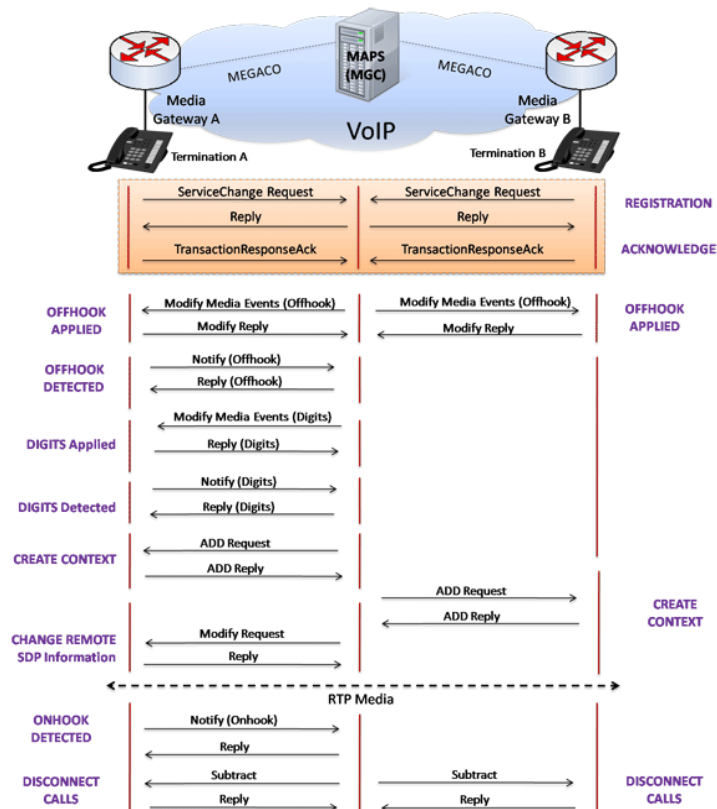 MAPS
(MGC)
MEGACO
MEGACO
Media
Gateway A
Media
Gateway B
VoIP
Termination A
Termination B
ServiceChange Request
ServiceChange Request
REGISTRATION
Reply
Reply
TransactionResponseAck
TransactionResponseAck
ACKNOWLEDGE
OFFHOOK
APPLIED
Modify Media Events (Offhook)
Modify Media Events (Offhook)
OFFHOOK
APPLIED
Modify Reply
Modify Reply
OFFHOOK
DETECTED
Notify (Offhook)
Reply (Offhook)
Modify Media Events (Digits)
DIGITS Applied
Reply (Digits)
Notify (Digits)
DIGITS Detected
Reply (Digits)
ADD Request
CREATE CONTEXT
ADD Reply
ADD Request
ADD Reply
CREATE
CONTEXT
CHANGE REMOTE
SDP Information
Modify Request
Reply
RTP Media
ONHOOK
DETECTED
Notify (Onhook)
Reply
DISCONNECT
CALLS
Subtract
Subtract
Reply
Reply
DISCONNECT
CALLS